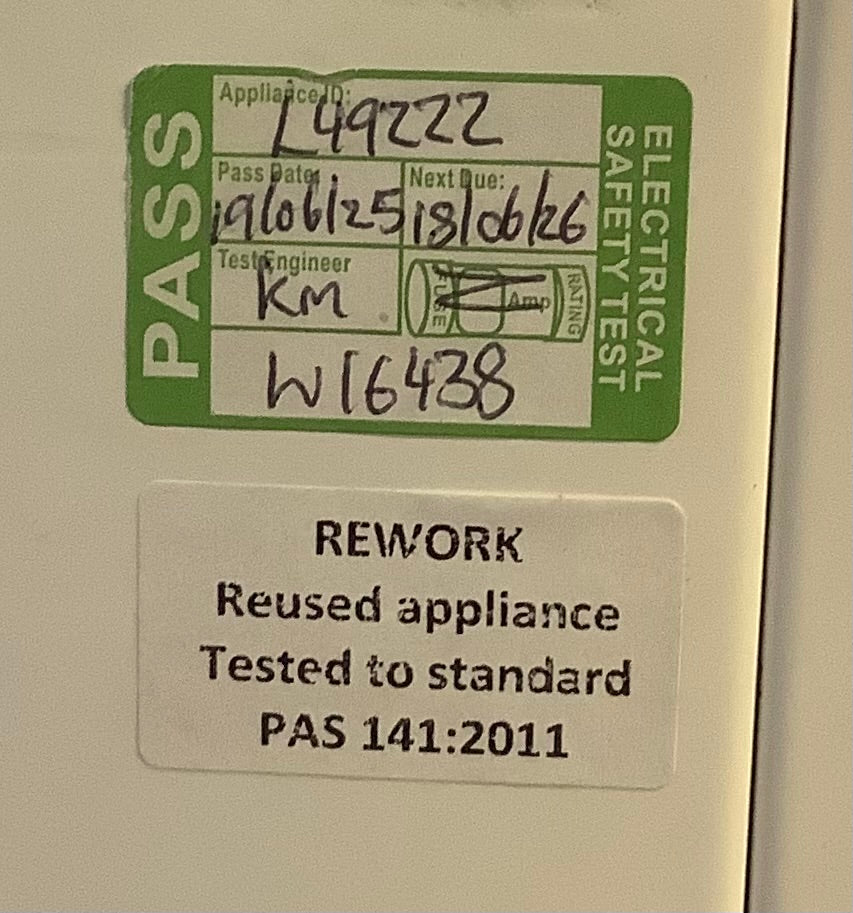 PASS
Appliance ID:
L49222
Pass Date: Next Due:
19/06/25 18/06/26
Test Engineer
KM
FUSE Amp RATING
W16438
ELECTRICAL
SAFETY TEST
REWORK
Reused appliance
Tested to standard
PAS 141:2011